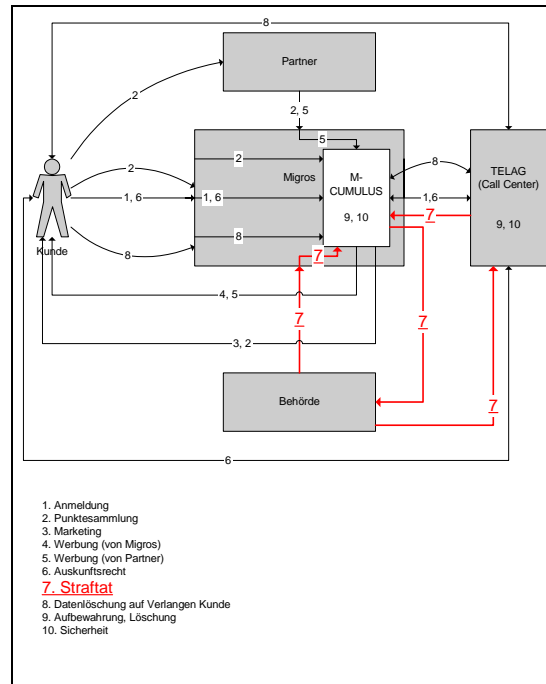 8
Partner
2
2, 5
5
2
2
Migros
M-
CUMULUS
8
TELAG
(Call Center)
1, 6
1, 6
1,6
9, 10
9, 10
7
Kunde
8
8
7
4, 5
7
7
3, 2
Behörde
7
6
1. Anmeldung
2. Punktesammlung
3. Marketing
4. Werbung (von Migros)
5. Werbung (von Partner)
6. Auskunftsrecht
7. Straftat
8. Datenlöschung auf Verlangen Kunde
9. Aufbewahrung, Löschung
10. Sicherheit